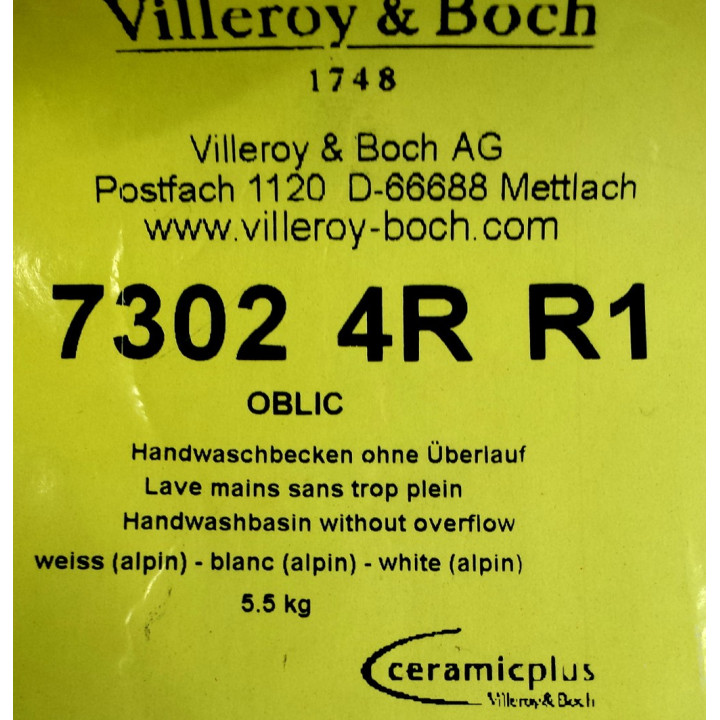 Villeroy & Boch
1748
Villeroy & Boch AG
Postfach 1120 D-66688 Mettlach
www.villeroy-boch.com
7302 4R R1
OBLIC
Handwaschbecken ohne Überlauf
Lave mains sans trop plein
Handwashbasin without overflow
weiss (alpin) - blanc (alpin) - white (alpin)
5.5 kg
ceramicplus
Villeroy & Boch